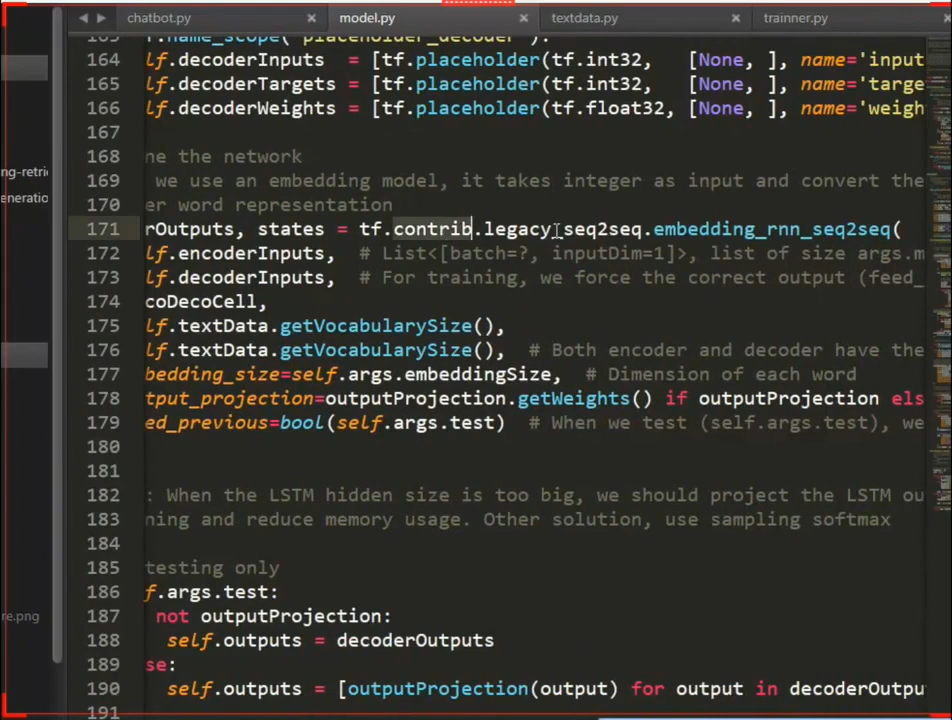 chatbot.py
model.py
textdata.py
trainner.py
f.name_scope('placeholder_decoder'):
164 lf.decoderInputs = [tf.placeholder(tf.int32, [None, ], name='input
165 lf.decoderTargets = [tf.placeholder(tf.int32, [None, ], name='targe
166 lf.decoderWeights = [tf.placeholder(tf.float32, [None, ], name='weigh
167
168 ne the network
169 we use an embedding model, it takes integer as input and convert the
170 er word representation
171 rOutputs, states = tf.contrib.legacy_seq2seq.embedding_rnn_seq2seq(
172 lf.encoderInputs, # List<[batch=?, inputDim=1]>, list of size args.m
173 lf.decoderInputs, # For training, we force the correct output (feed_
174 coDecoCell,
175 lf.textData.getVocabularySize(),
176 lf.textData.getVocabularySize(), # Both encoder and decoder have the
177 bedding_size=self.args.embeddingSize, # Dimension of each word
178 tput_projection=outputProjection.getWeights() if outputProjection els
179 ed_previous=bool(self.args.test) # When we test (self.args.test), we
180
181
182 : When the LSTM hidden size is too big, we should project the LSTM ou
183 ning and reduce memory usage. Other solution, use sampling softmax
184
185 testing only
186 f.args.test:
187 not outputProjection:
188 self.outputs = decoderOutputs
189 se:
190 self.outputs = [outputProjection(output) for output in decoderOutpu
191
ng-retri
eneration
re.png